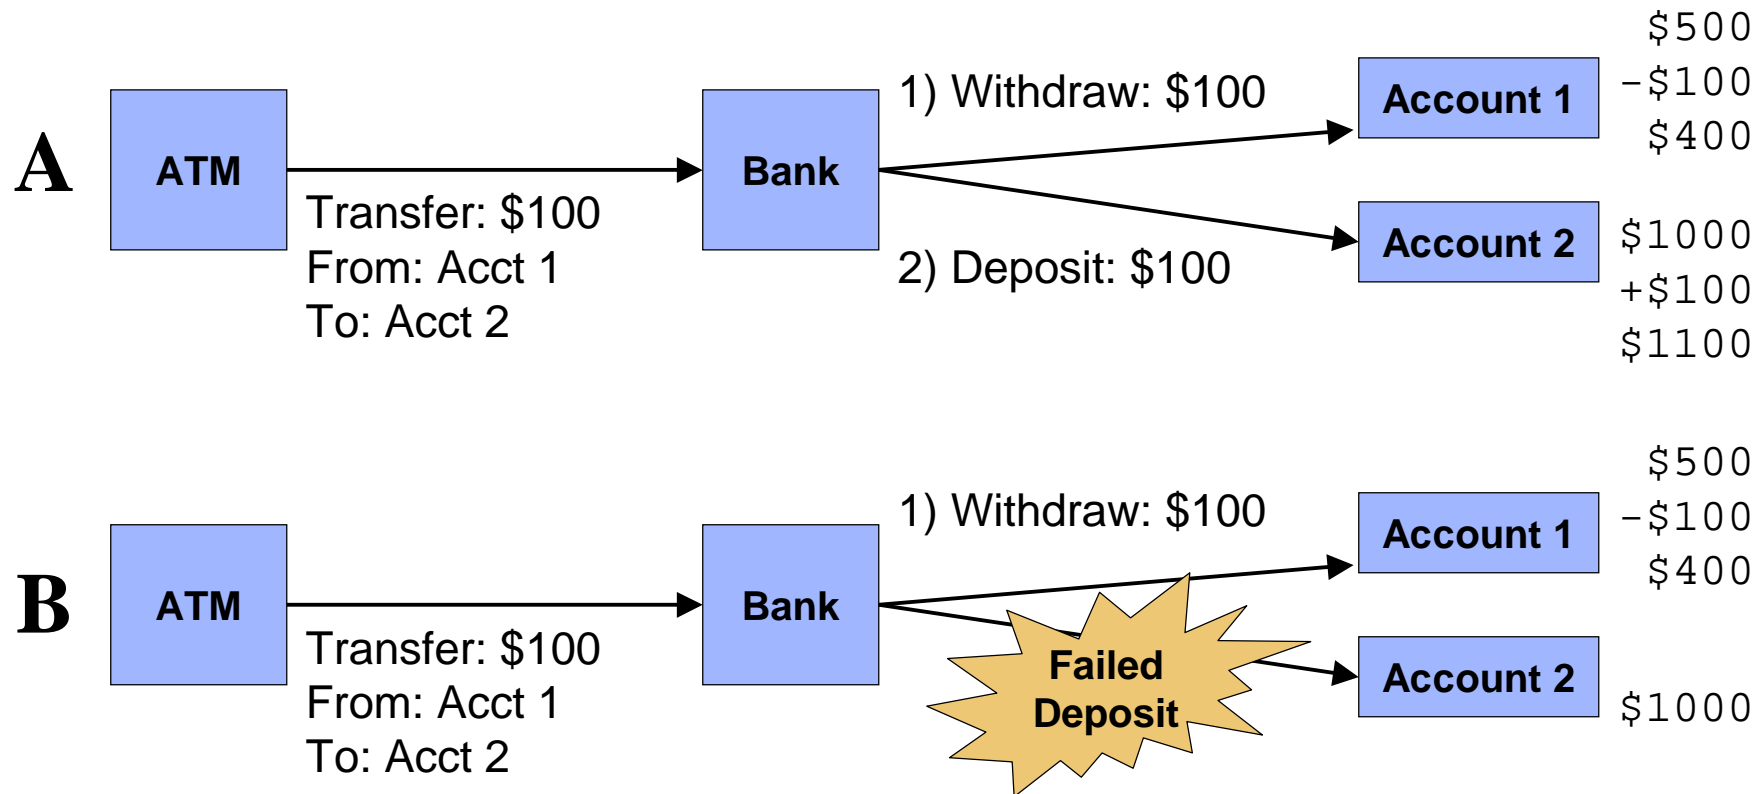 A
ATM
Transfer: $100
From: Acct 1
To: Acct 2
Bank
1) Withdraw: $100
2) Deposit: $100
Account 1
$500
-$100
$400
Account 2
$1000
+$100
$1100
B
ATM
Transfer: $100
From: Acct 1
To: Acct 2
Bank
1) Withdraw: $100
Failed
Deposit
Account 1
$500
-$100
$400
Account 2
$1000